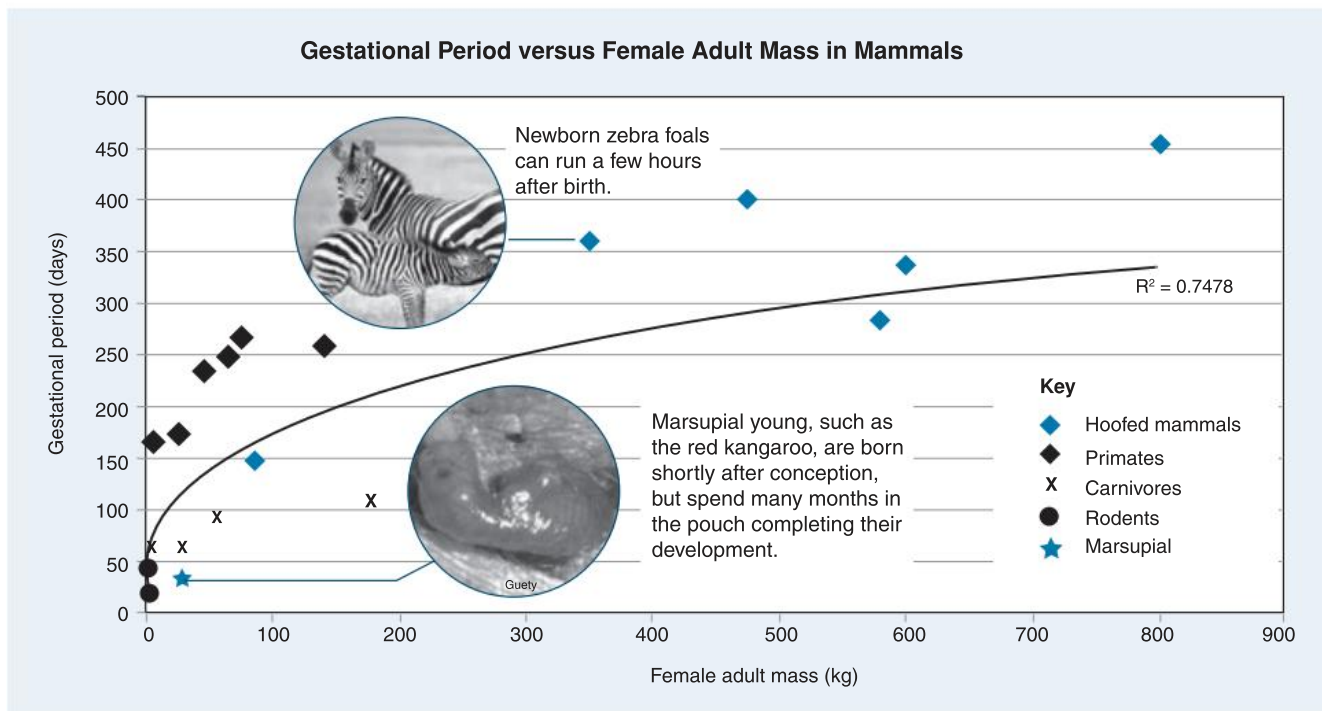 Gestational Period versus Female Adult Mass in Mammals
Gestational period (days)
500
450
400
350
300
250
200
150
100
50
0
Newborn zebra foals
can run a few hours
after birth.
R² = 0.7478
Marsupial young, such as
the red kangaroo, are born
shortly after conception,
but spend many months in
the pouch completing their
development.
Guety
Key
Hoofed mammals
Primates
X Carnivores
Rodents
Marsupial
X
X
X
X
0 100 200 300 400 500 600 700 800 900
Female adult mass (kg)